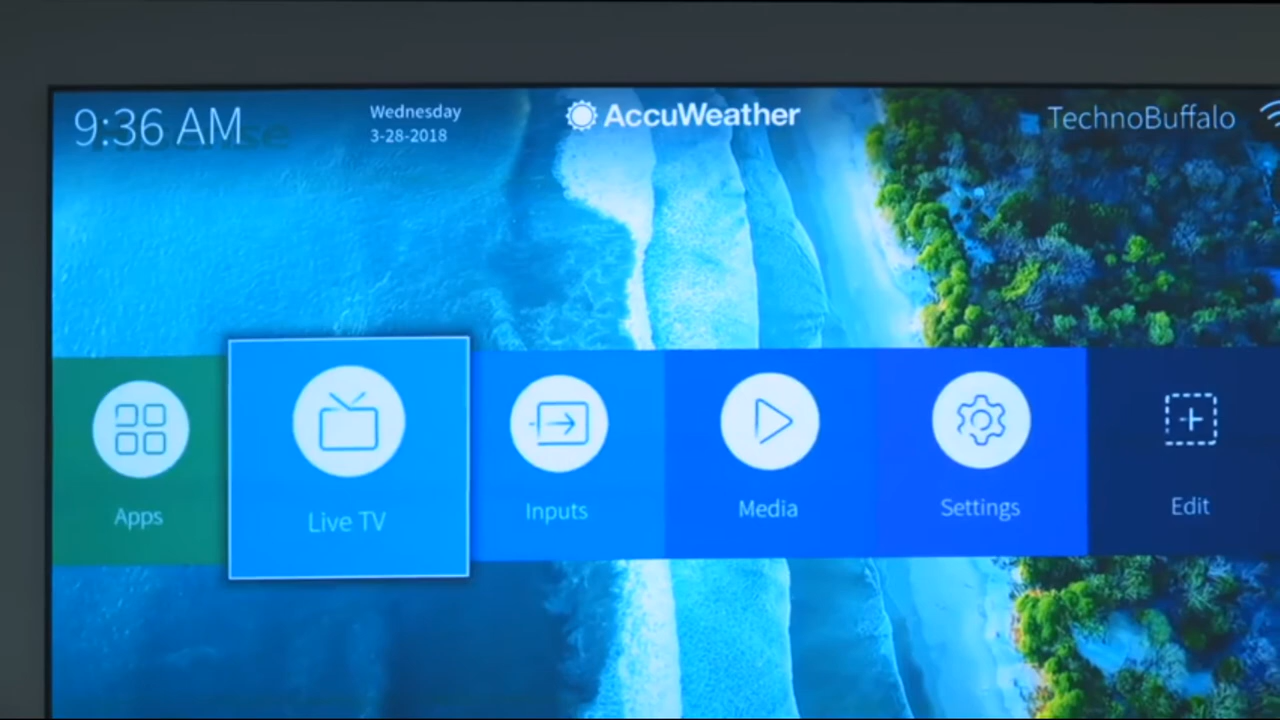 9:36 AM
Wednesday
3-28-2018
AccuWeather
TechnoBuffalo
Apps
Live TV
Inputs
Media
Settings
Edit